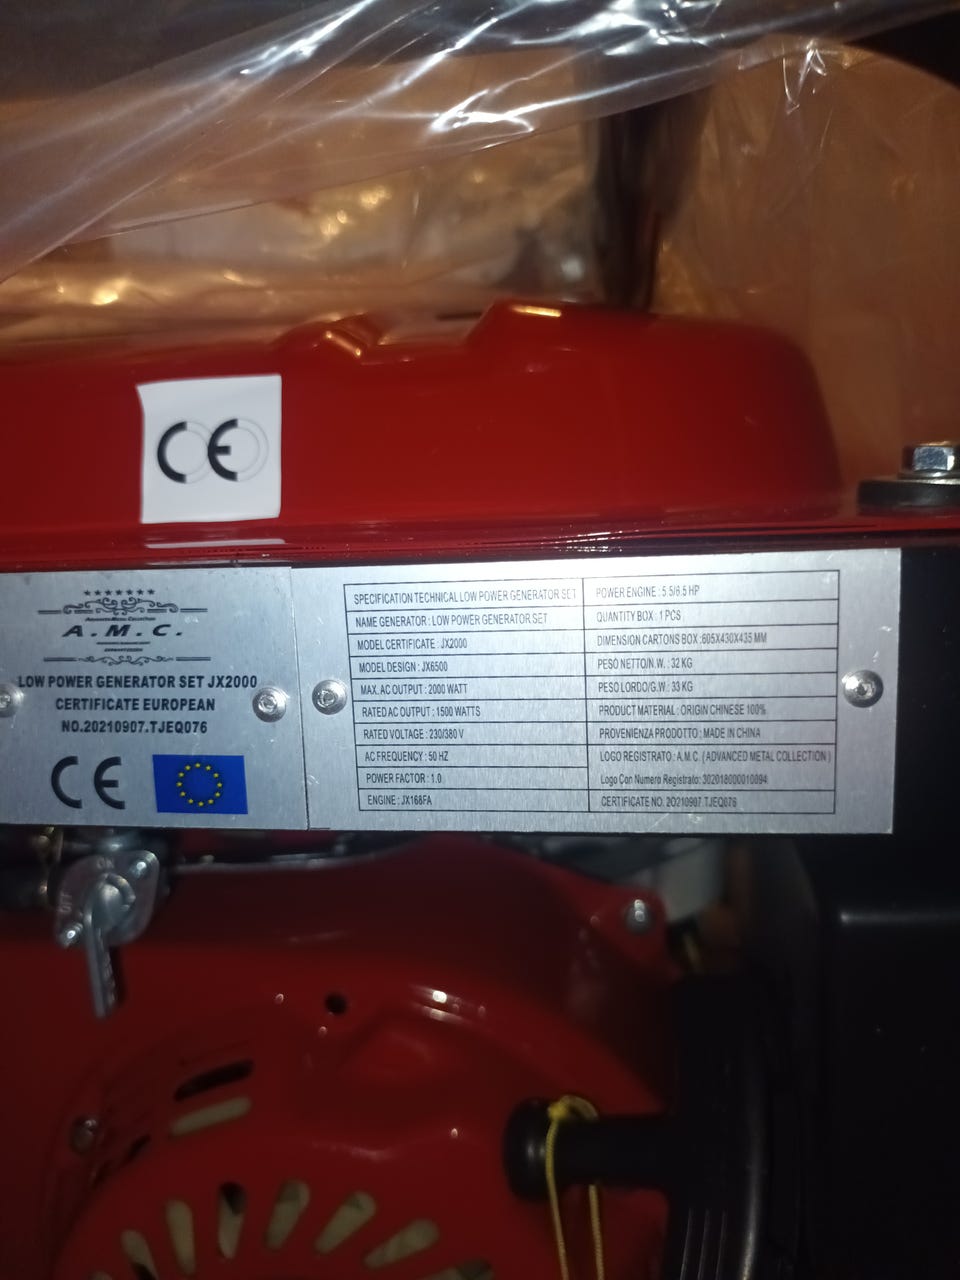 CE
ADVANCED METAL COLLECTION
A.M.C.
LOW POWER GENERATOR SET JX2000
CERTIFICATE EUROPEAN
NO.20210907.TJEQ076
CE
SPECIFICATION TECHNICAL LOW POWER GENERATOR SET
NAME GENERATOR : LOW POWER GENERATOR SET
MODEL CERTIFICATE : JX2000
MODEL DESIGN : JX6500
MAX. AC OUTPUT : 2000 WATT
RATED AC OUTPUT : 1500 WATTS
RATED VOLTAGE : 230/380 V
AC FREQUENCY : 50 HZ
POWER FACTOR : 1.0
ENGINE : JX168FA
POWER ENGINE : 5.5/6.5 HP
QUANTITY BOX : 1 PCS
DIMENSION CARTONS BOX :605X430X435 MM
PESO NETTO/N.W. : 32 KG
PESO LORDO/G.W. : 33 KG
PRODUCT MATERIAL : ORIGIN CHINESE 100%
PROVENIENZA PRODOTTO : MADE IN CHINA
LOGO REGISTRATO : A.M.C. ( ADVANCED METAL COLLECTION )
Logo Con Numero Registrato: 302018000010094
CERTIFICATE NO. 20210907.TJEQ076